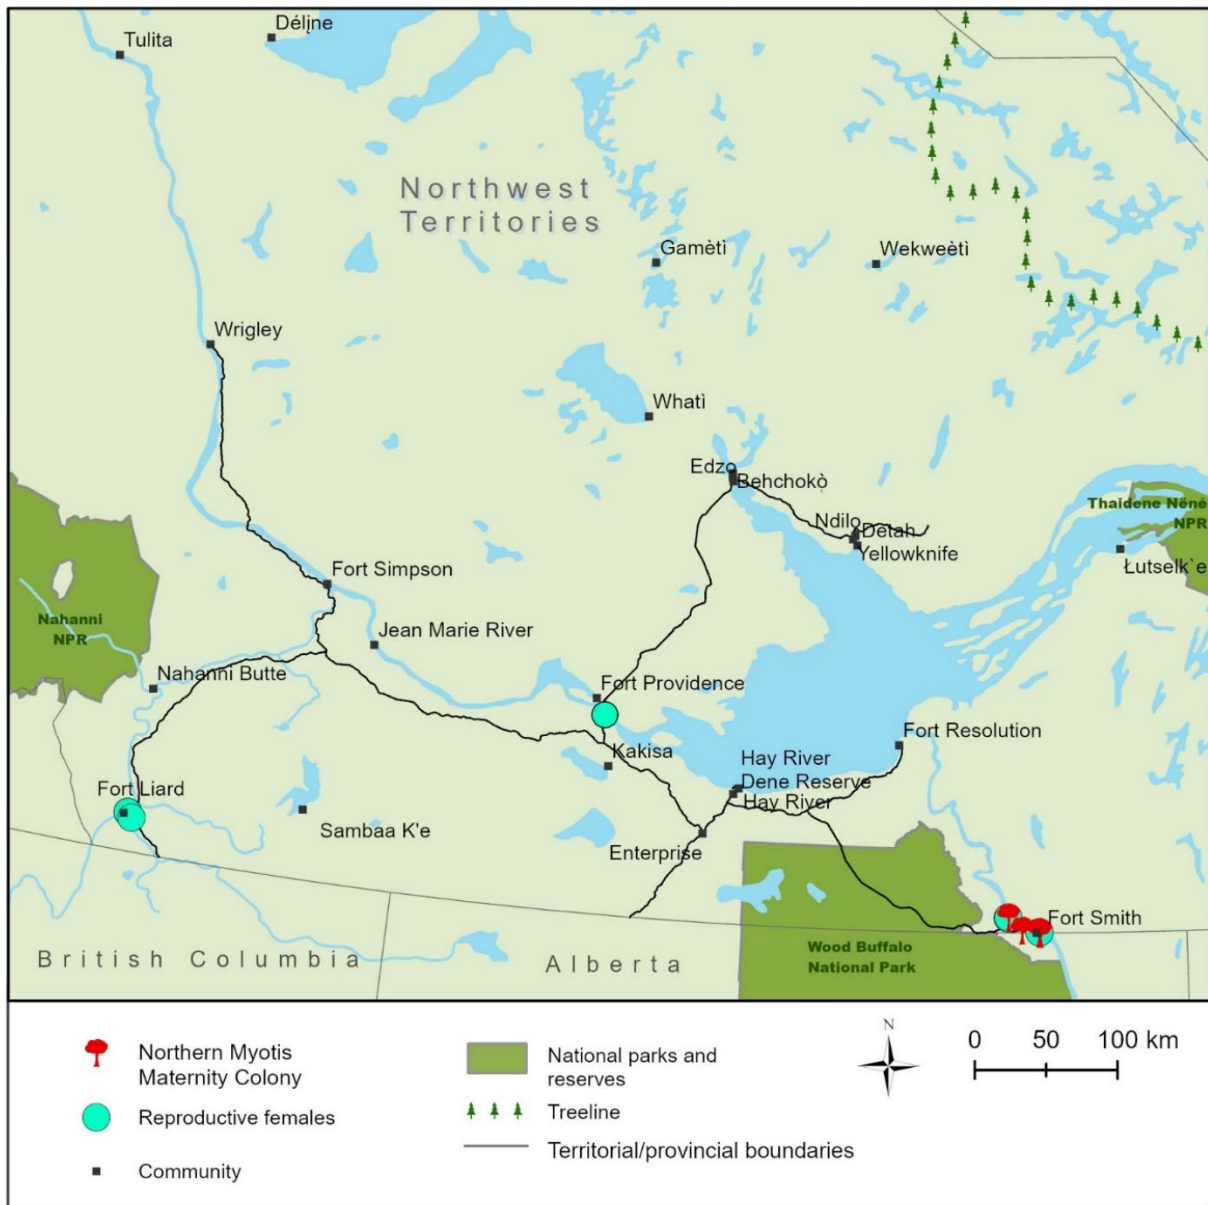 Délįne
Tulita
Northwest
Territories
Gamètì
Wekweètì
Wrigley
Whatì
Edzo
Bęhchokǫ̀
Ndilo
Detah
Yellowknife
Thaidene Nëné
NPR
Łutselk`e
Fort Simpson
Nahanni
NPR
Jean Marie River
Nahanni Butte
Fort Providence
Fort Resolution
Kakisa
Hay River
Dene Reserve
Hay River
Fort Liard
Sambaa K'e
Enterprise
Fort Smith
British Columbia
Alberta
Wood Buffalo
National Park
Northern Myotis
Maternity Colony
Reproductive females
Community
National parks and
reserves
Treeline
Territorial/provincial boundaries
N
0 50 100 km